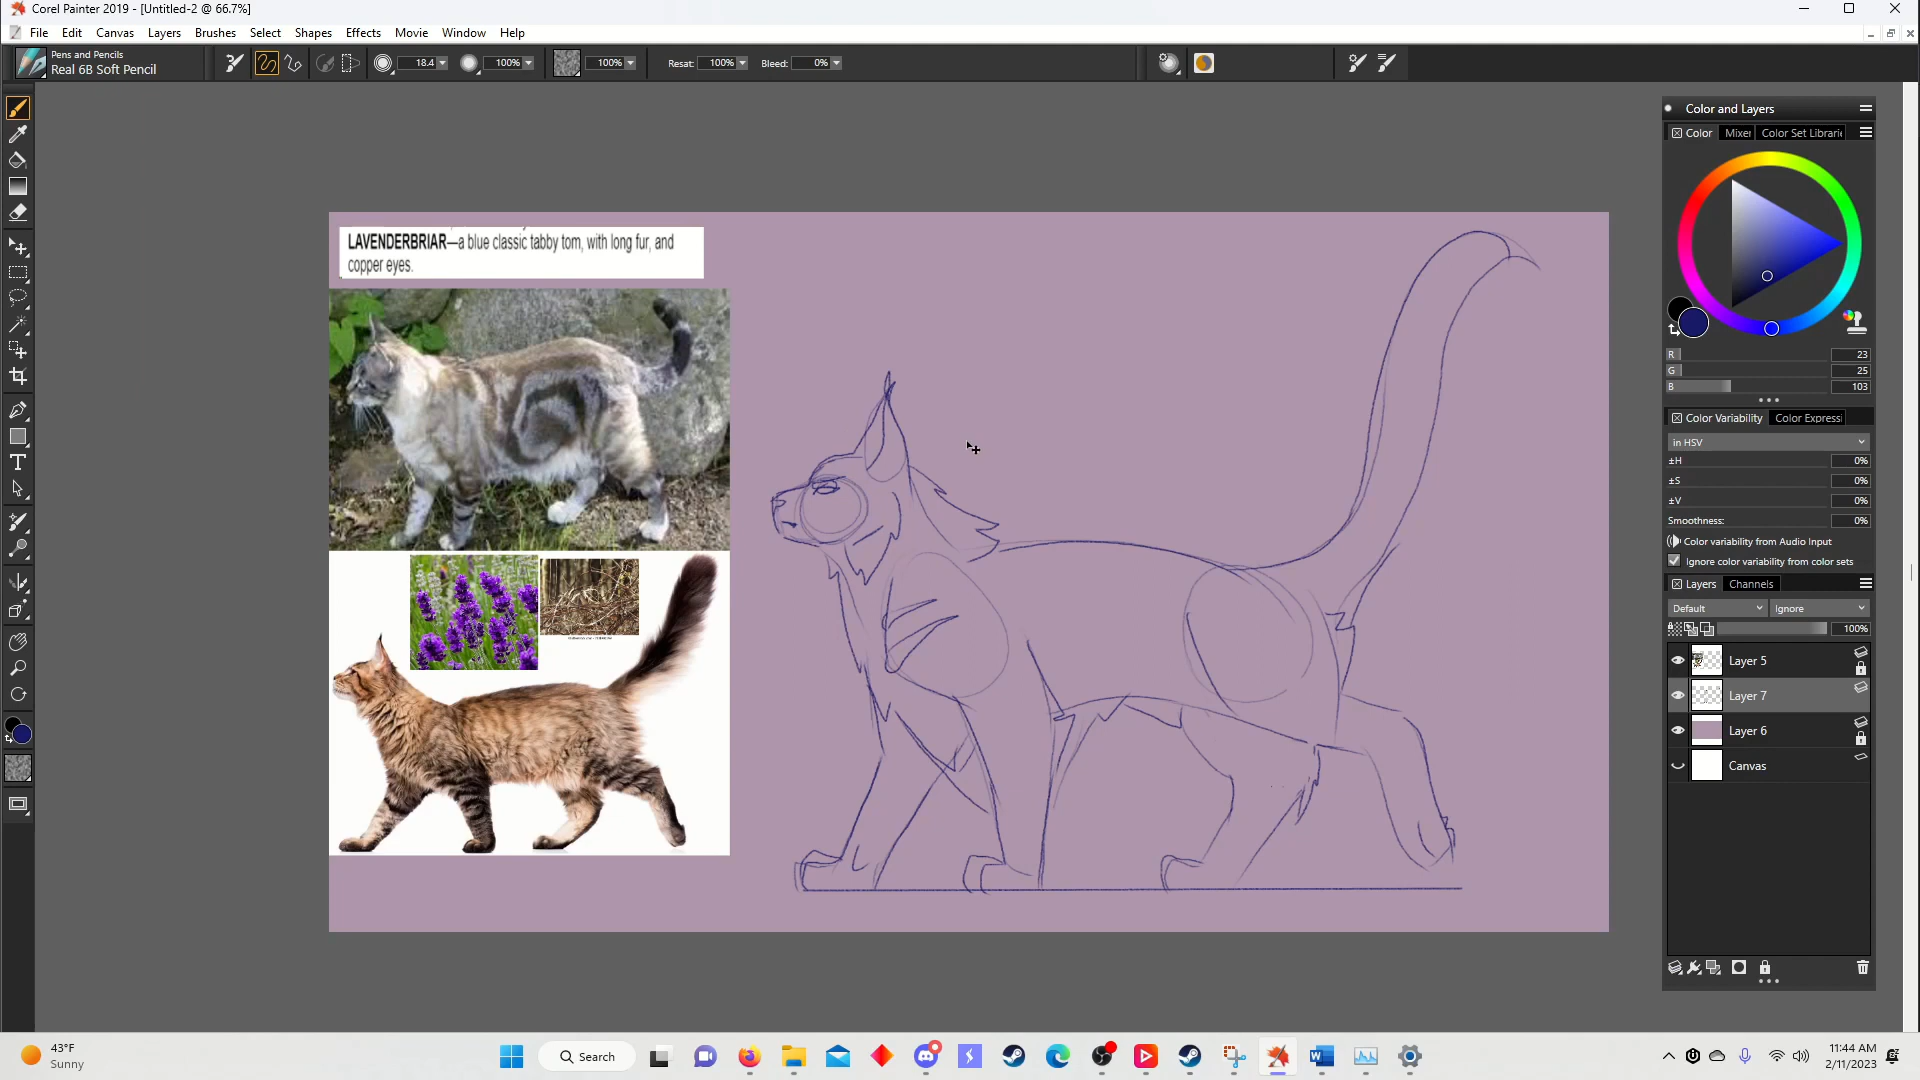 Corel Painter 2019 - [Untitled-2 @ 66.7%]
File Edit Canvas Layers Brushes Select Shapes Effects Movie Window Help
Pens and Pencils
Real 6B Soft Pencil
18.4 100% 100% Resat: 100% Bleed: 0%
Color and Layers
Color Mixer Color Set Librari
LAVENDERBRIAR—a blue classic tabby tom, with long fur, and
copper eyes.
R 23
G 25
B 103
Color Variability Color Expressi
in HSV
±H 0%
±S 0%
±V 0%
Smoothness: 0%
Color variability from Audio Input
Ignore color variability from color sets
Layers Channels
Default Ignore
100%
Layer 5
Layer 7
Layer 6
Canvas
43°F
Sunny
Search
11:44 AM
2/11/2023